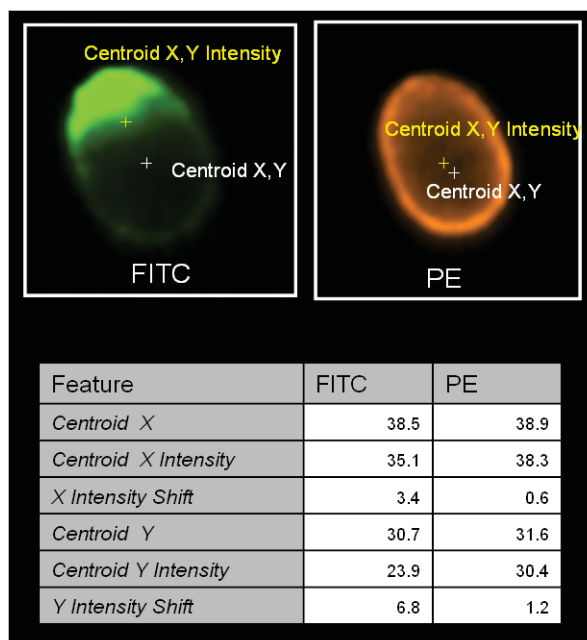 Centroid X,Y Intensity
Centroid X,Y
FITC
Centroid X,Y Intensity
Centroid X,Y
PE
Feature FITC PE
Centroid X 38.5 38.9
Centroid X Intensity 35.1 38.3
X Intensity Shift 3.4 0.6
Centroid Y 30.7 31.6
Centroid Y Intensity 23.9 30.4
Y Intensity Shift 6.8 1.2